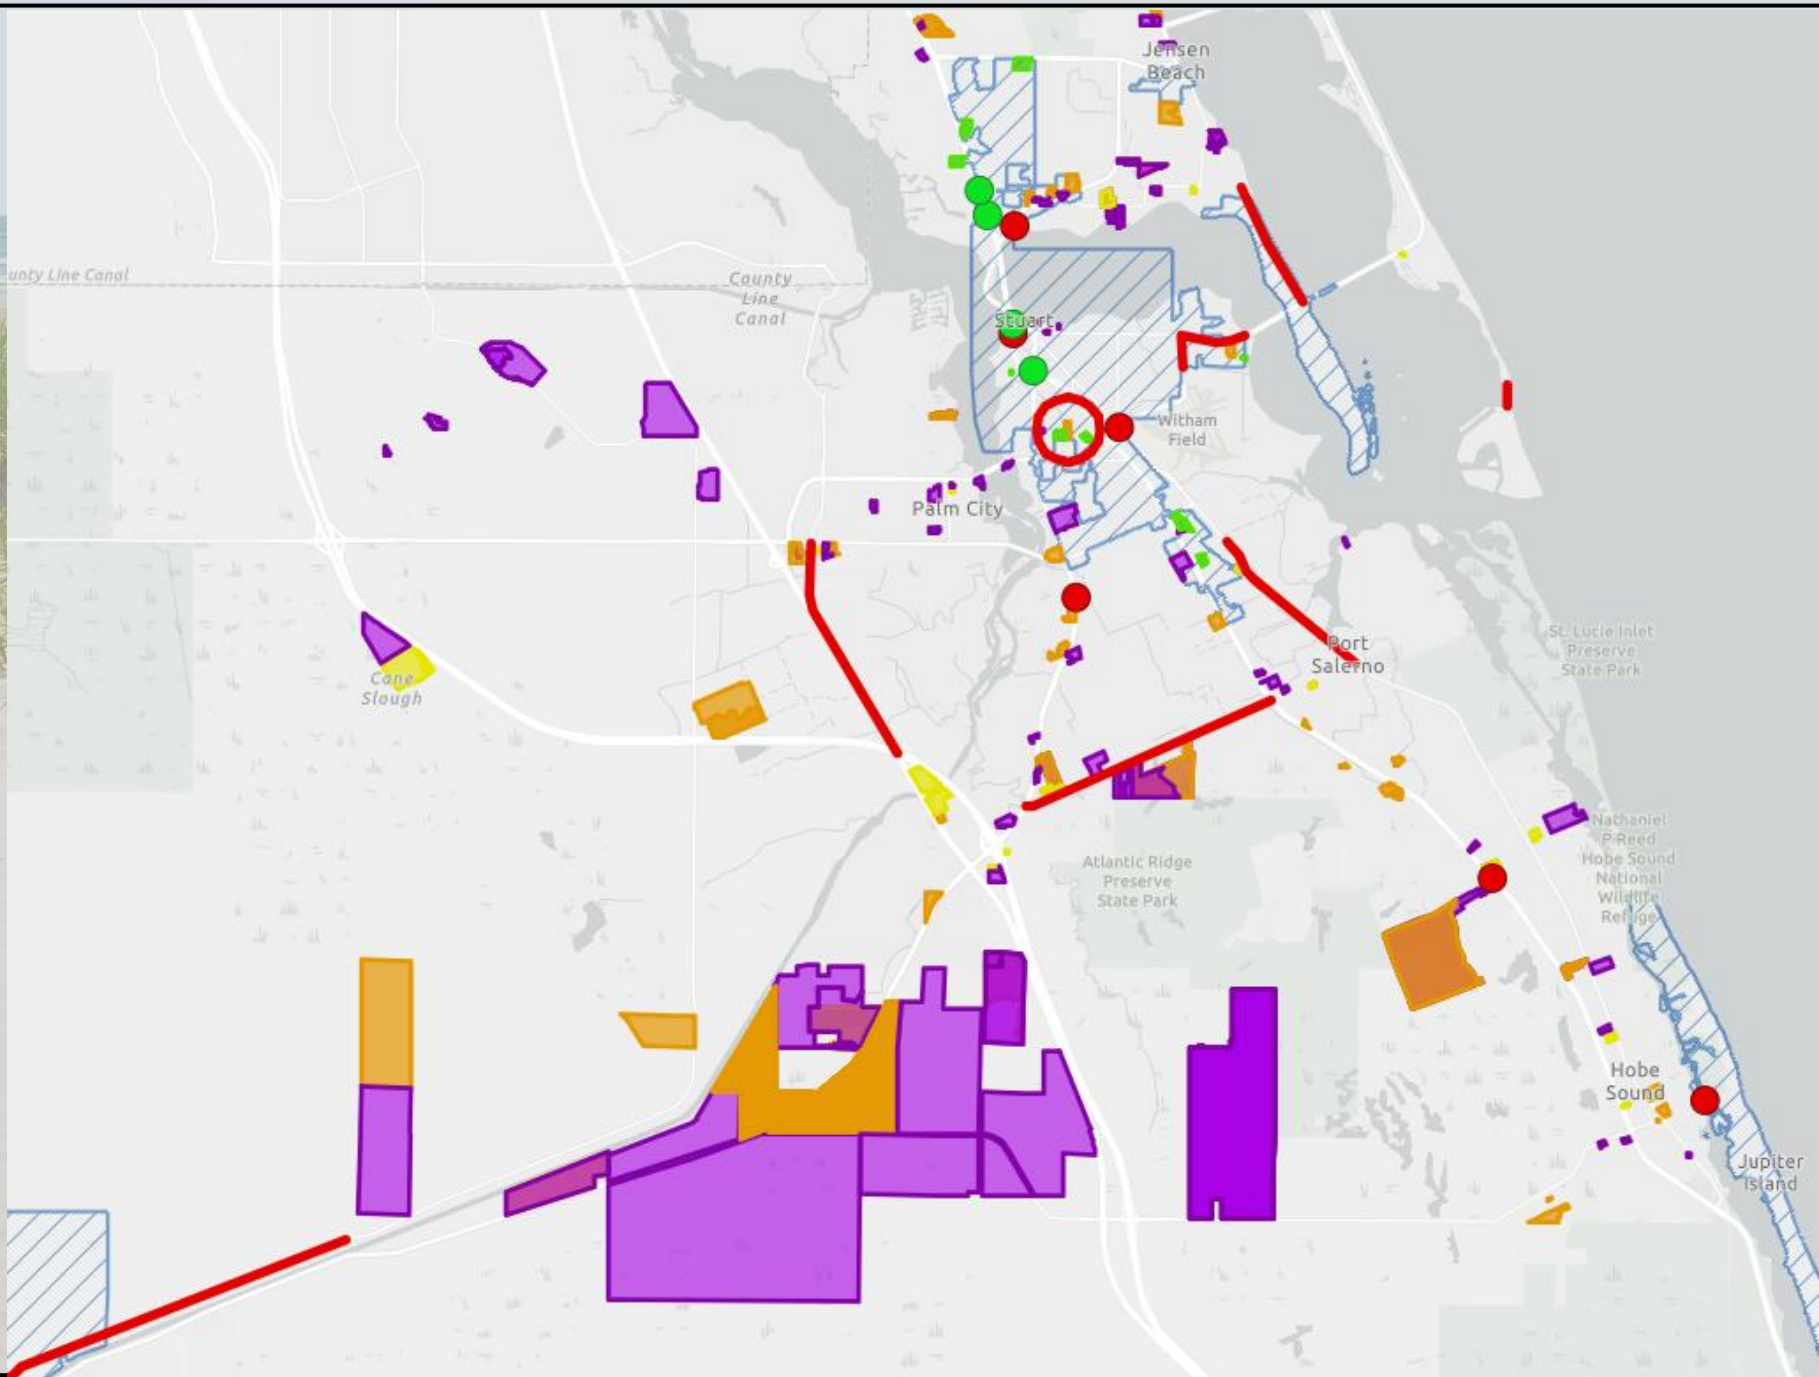 Jensen
Beach
unty Line Canal
County
Line
Canal
Stuart
Witham
Field
Palm City
St. Lucie Inlet
Preserve
State Park
Port
Salerno
Cane
Slough
Nathaniel
P Reed
Hobe Sound
National
Wildlife
Refuge
Atlantic Ridge
Preserve
State Park
Hobe
Sound
Jupiter
Island